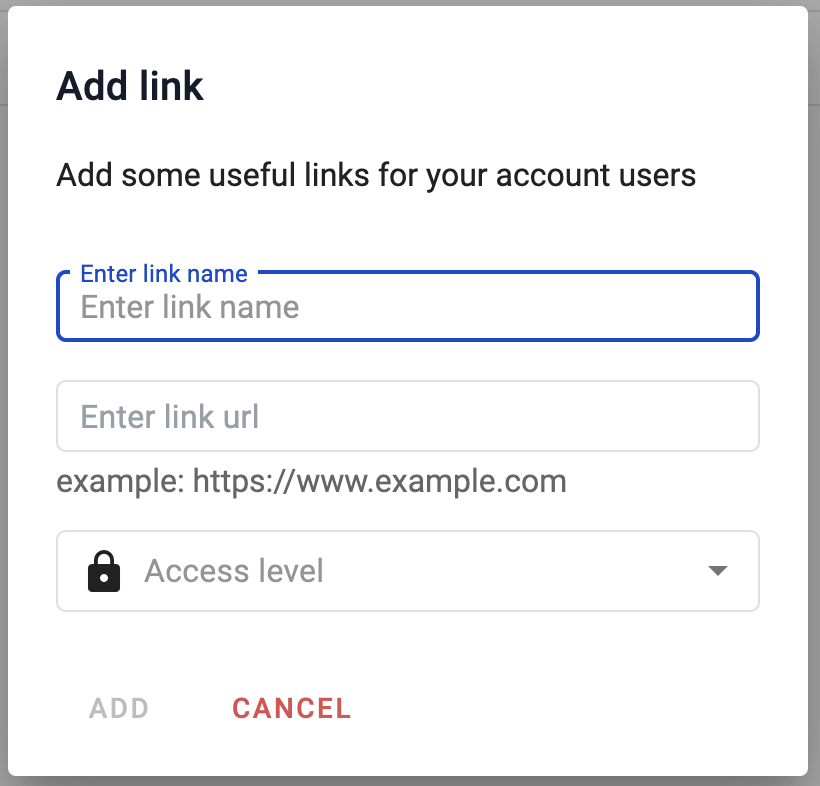 Add link
Add some useful links for your account users
Enter link name
Enter link name
Enter link url
example: https://www.example.com
Access level
ADD CANCEL